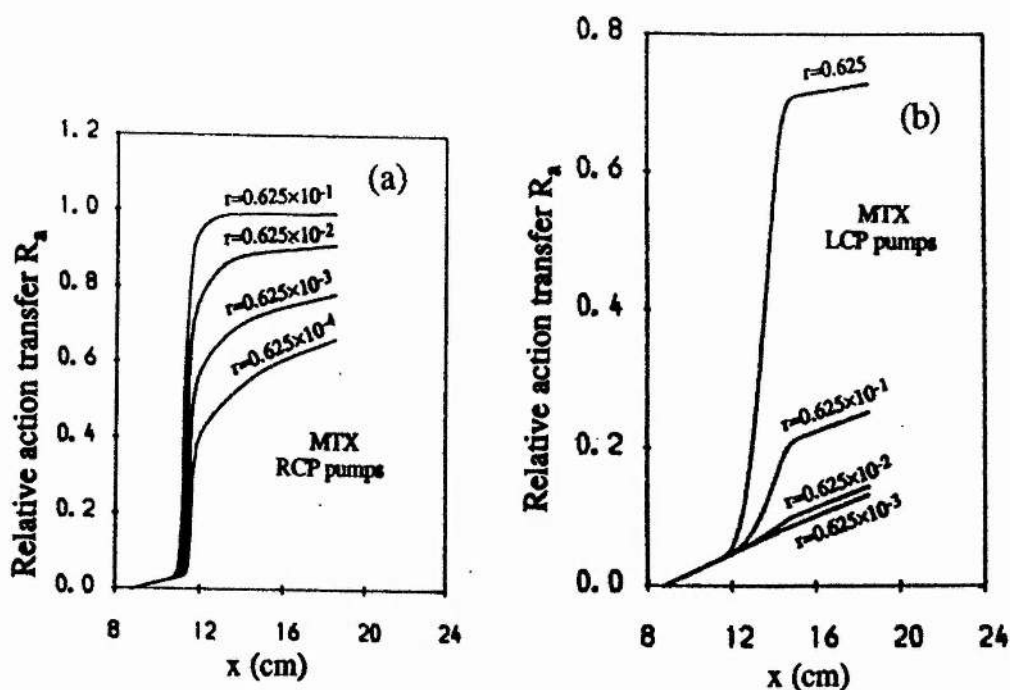 (a)
1.2
1.0
0.8
0.6
0.4
0.2
0.0
Relative action transfer Rₐ
r=0.625×10⁻¹
r=0.625×10⁻²
r=0.625×10⁻³
r=0.625×10⁻⁴
MTX
RCP pumps
8 12 16 20 24
x (cm)
(b)
0.8
0.6
0.4
0.2
0.0
Relative action transfer Rₐ
r=0.625
MTX
LCP pumps
r=0.625×10⁻¹
r=0.625×10⁻²
r=0.625×10⁻³
8 12 16 20 24
x (cm)